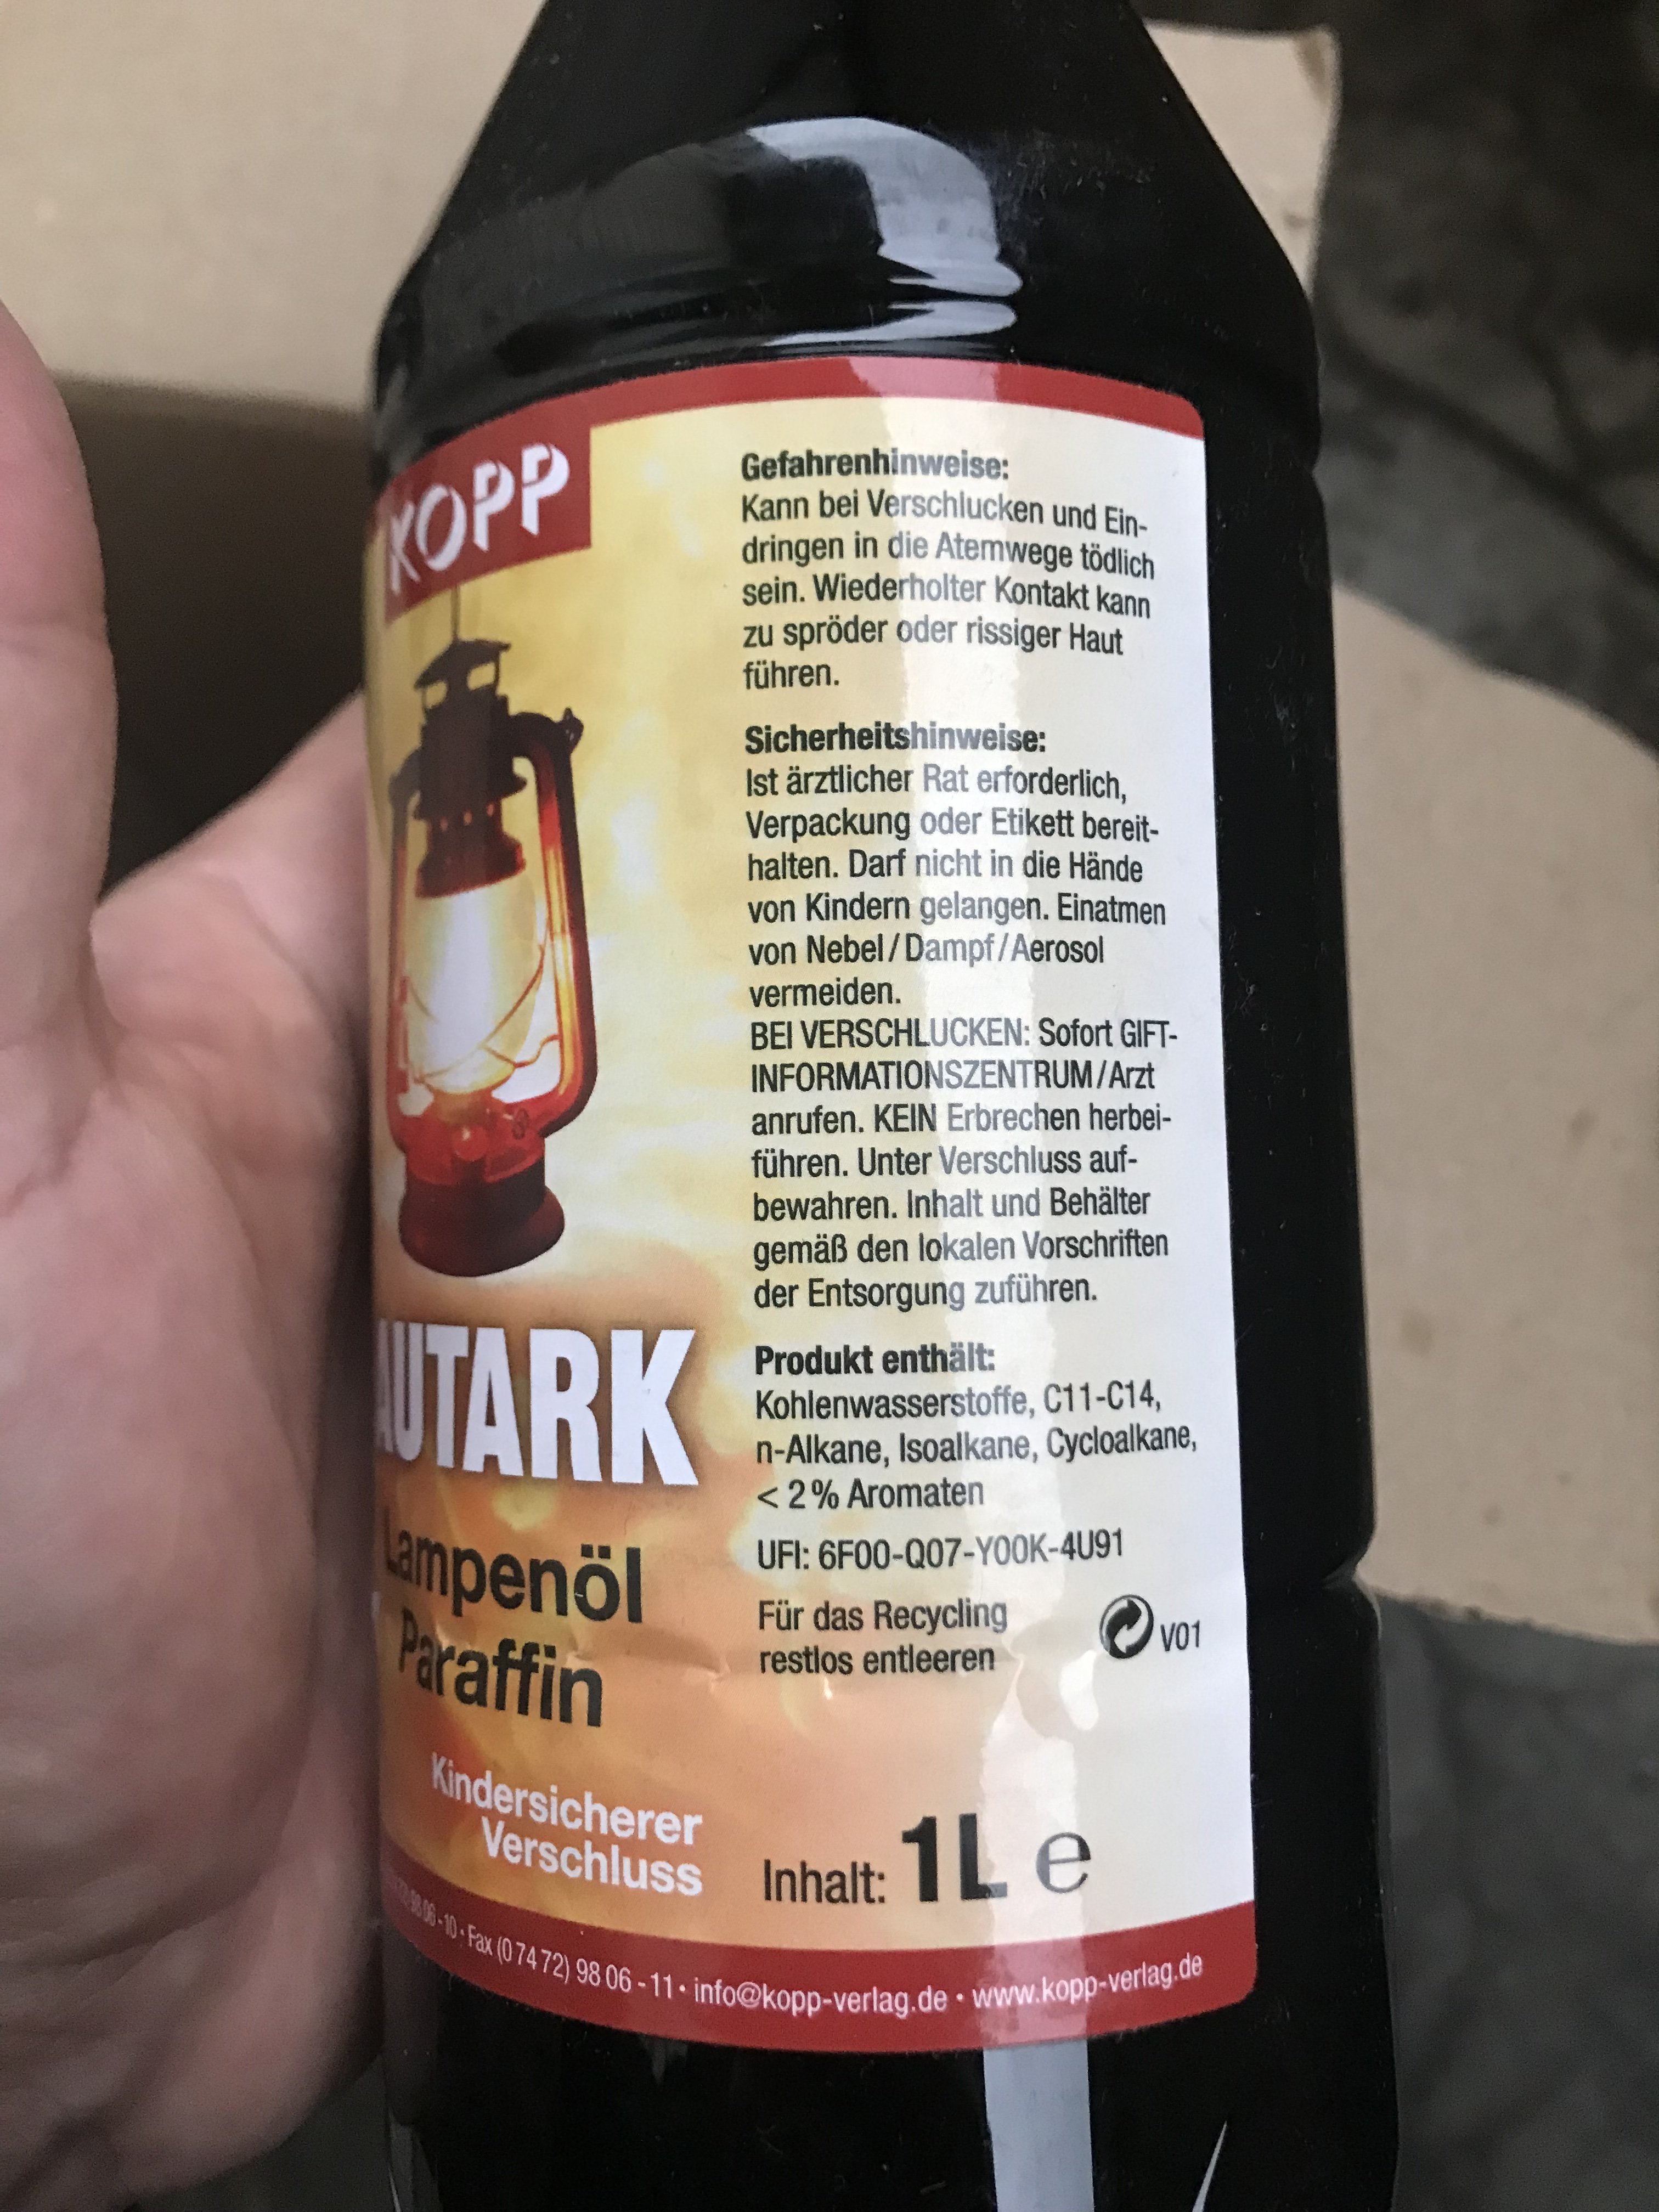 KOPP
AUTARK
Lampenöl
Paraffin
Kindersicherer
Verschluss
Gefahrenhinweise:
Kann bei Verschlucken und Ein-
dringen in die Atemwege tödlich
sein. Wiederholter Kontakt kann
zu spröder oder rissiger Haut
führen.
Sicherheitshinweise:
Ist ärztlicher Rat erforderlich,
Verpackung oder Etikett bereit-
halten. Darf nicht in die Hände
von Kindern gelangen. Einatmen
von Nebel/Dampf/Aerosol
vermeiden.
BEI VERSCHLUCKEN: Sofort GIFT-
INFORMATIONSZENTRUM/Arzt
anrufen. KEIN Erbrechen herbei-
führen. Unter Verschluss auf-
bewahren. Inhalt und Behälter
gemäß den lokalen Vorschriften
der Entsorgung zuführen.
Produkt enthält:
Kohlenwasserstoffe, C11-C14,
n-Alkane, Isoalkane, Cycloalkane,
< 2% Aromaten
UFI: 6F00-Q07-Y00K-4U91
Für das Recycling
restlos entleeren
V01
Inhalt: 1L e
98 06 -10 • Fax (0 74 72) 98 06 -11 • info@kopp-verlag.de • www.kopp-verlag.de